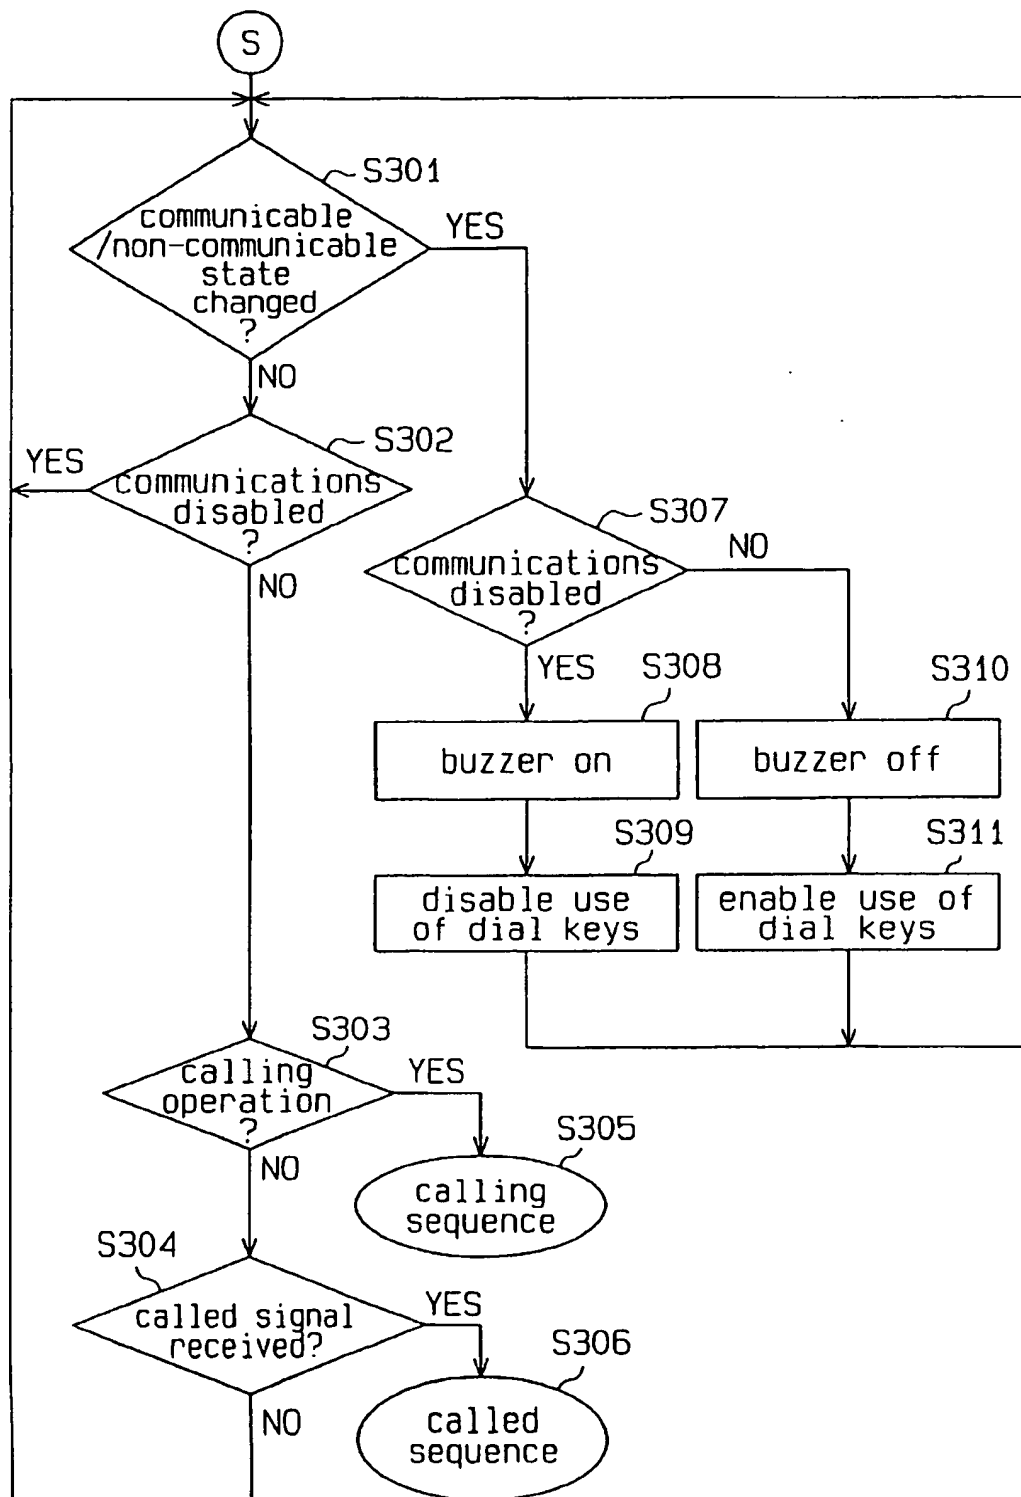 S
S301
communicable
/non-communicable
state
changed
?
YES
NO
S302
YES
communications
disabled
?
NO
S307
communications
disabled
?
NO
YES
S308
buzzer on
S310
buzzer off
S309
disable use
of dial keys
S311
enable use of
dial keys
S303
calling
operation
?
YES
NO
S305
calling
sequence
S304
called signal
received?
YES
NO
S306
called
sequence